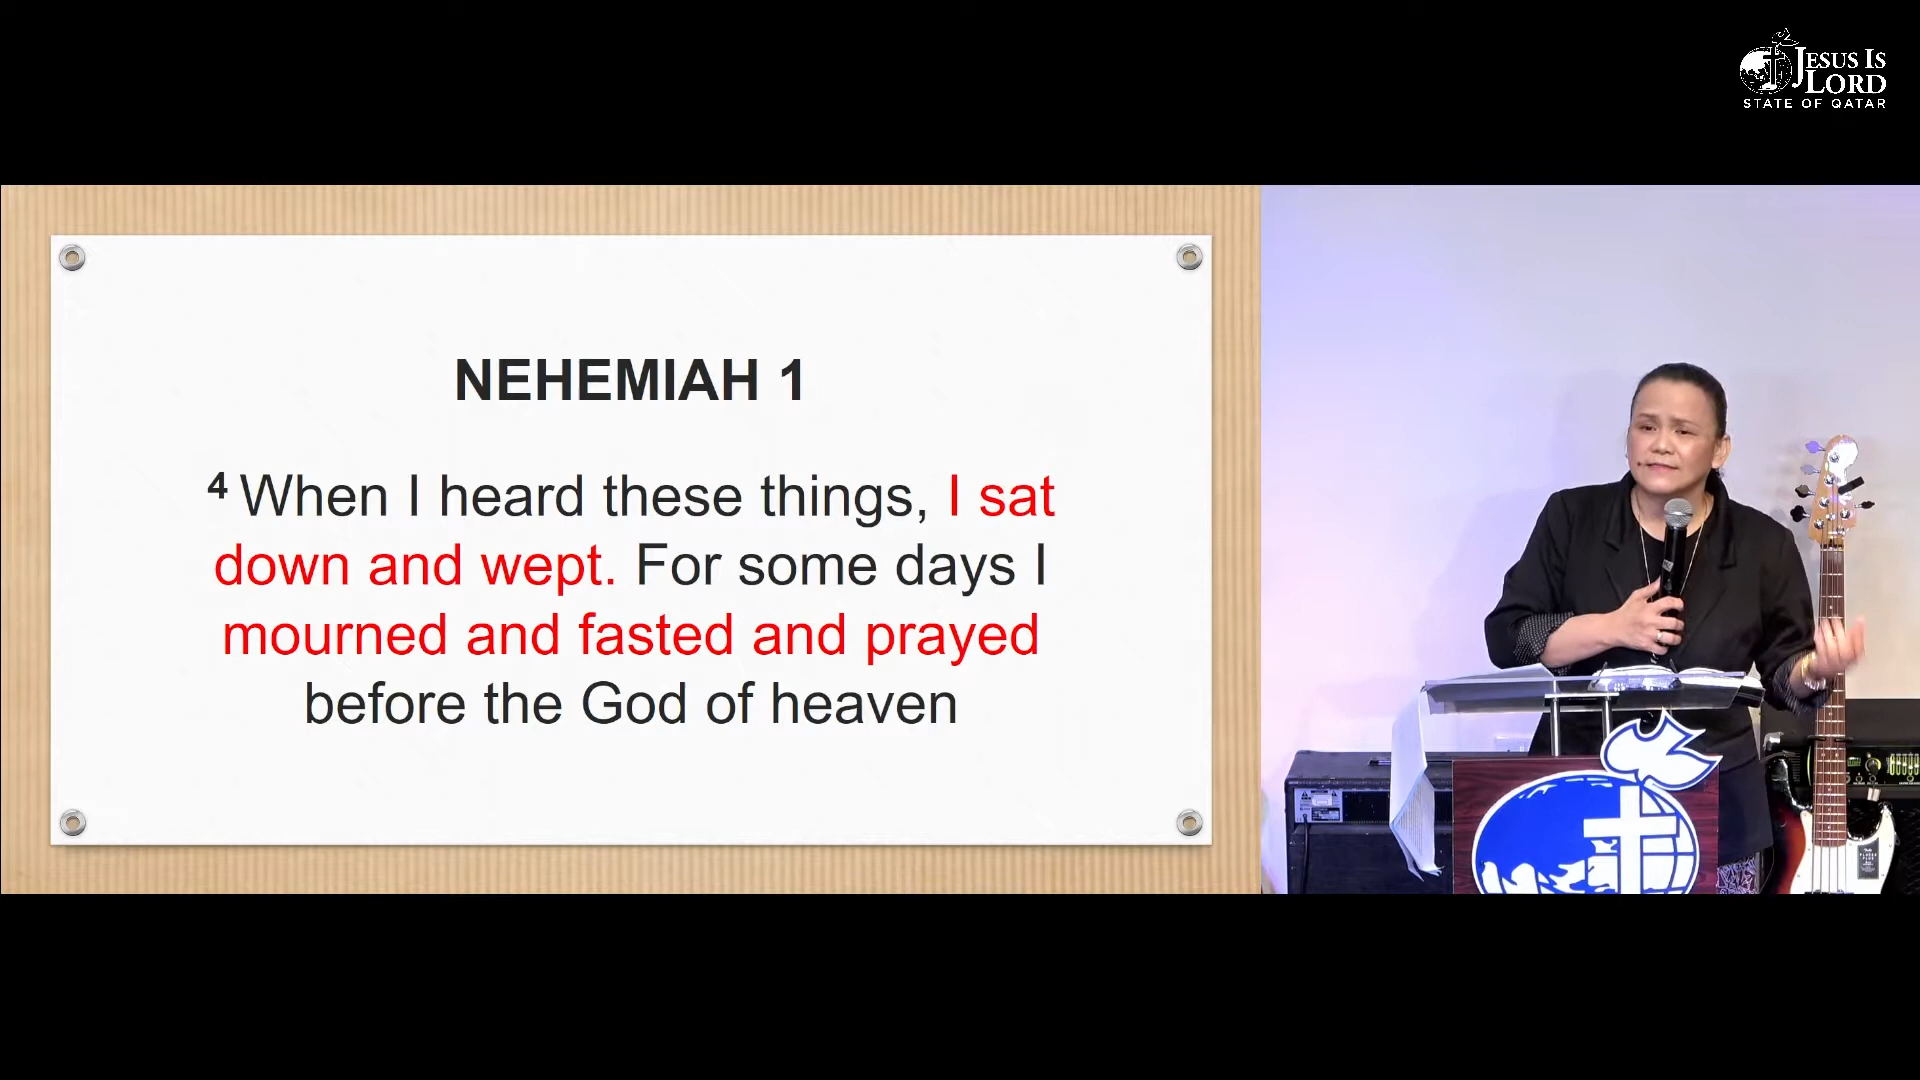 JESUS IS
LORD
STATE OF QATAR
NEHEMIAH 1
4 When I heard these things, I sat
down and wept. For some days I
mourned and fasted and prayed
before the God of heaven